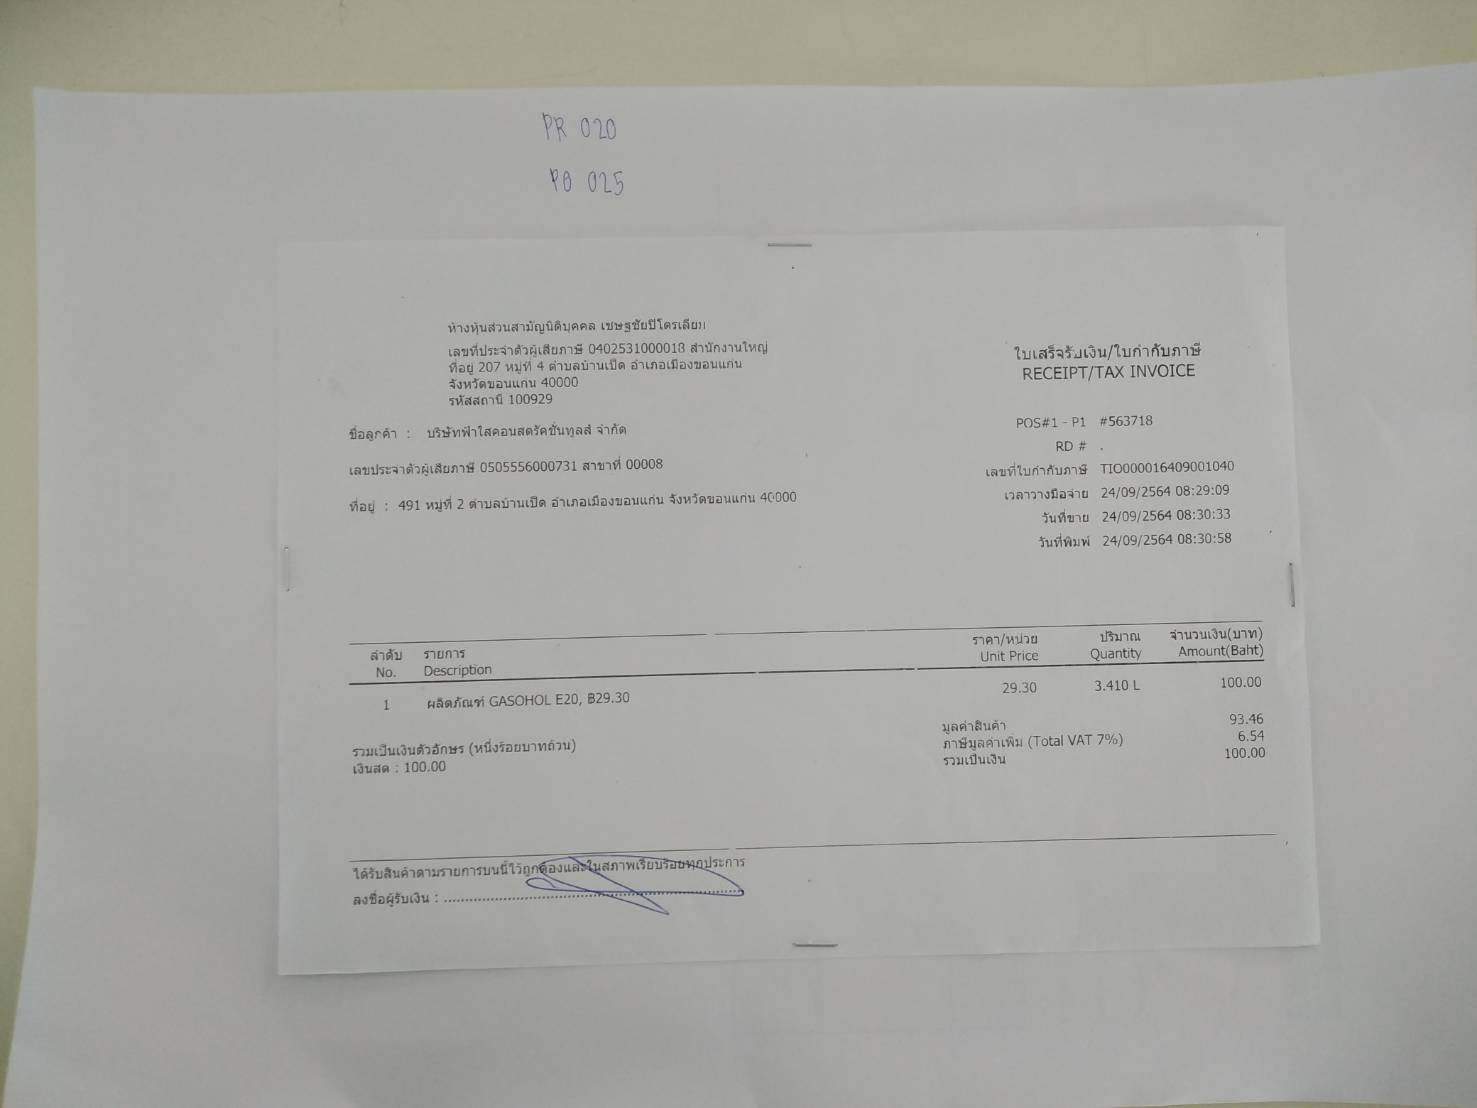 PR 020
PO 025
ห้างหุ้นส่วนสามัญนิติบุคคล เชษฐชัยปิโตรเลียม
เลขที่ประจำตัวผู้เสียภาษี 0402531000018 สำนักงานใหญ่
ที่อยู่ 207 หมู่ที่ 4 ตำบลบ้านเป็ด อำเภอเมืองขอนแก่น
จังหวัดขอนแก่น 40000
รหัสสถานี 100929
ใบเสร็จรับเงิน/ใบกำกับภาษี
RECEIPT/TAX INVOICE
ชื่อลูกค้า : บริษัทฟ้าใสคอนสตรัคชั่นทูลส์ จำกัด
เลขประจำตัวผู้เสียภาษี 0505556000731 สาขาที่ 00008
ที่อยู่ : 491 หมู่ที่ 2 ตำบลบ้านเป็ด อำเภอเมืองขอนแก่น จังหวัดขอนแก่น 40000
POS#1 - P1 #563718
RD # .
เลขที่ใบกำกับภาษี TIO000016409001040
เวลาวางมือจ่าย 24/09/2564 08:29:09
วันที่ขาย 24/09/2564 08:30:33
วันที่พิมพ์ 24/09/2564 08:30:58
ลำดับ รายการ ราคา/หน่วย ปริมาณ จำนวนเงิน(บาท)
No. Description Unit Price Quantity Amount(Baht)
1 ผลิตภัณฑ์ GASOHOL E20, ฿29.30 29.30 3.410 L 100.00
มูลค่าสินค้า 93.46
ภาษีมูลค่าเพิ่ม (Total VAT 7%) 6.54
รวมเป็นเงิน 100.00
รวมเป็นเงินตัวอักษร (หนึ่งร้อยบาทถ้วน)
เงินสด : 100.00
ได้รับสินค้าตามรายการบนนี้ไว้ถูกต้องและในสภาพเรียบร้อยทุกประการ
ลงชื่อผู้รับเงิน :